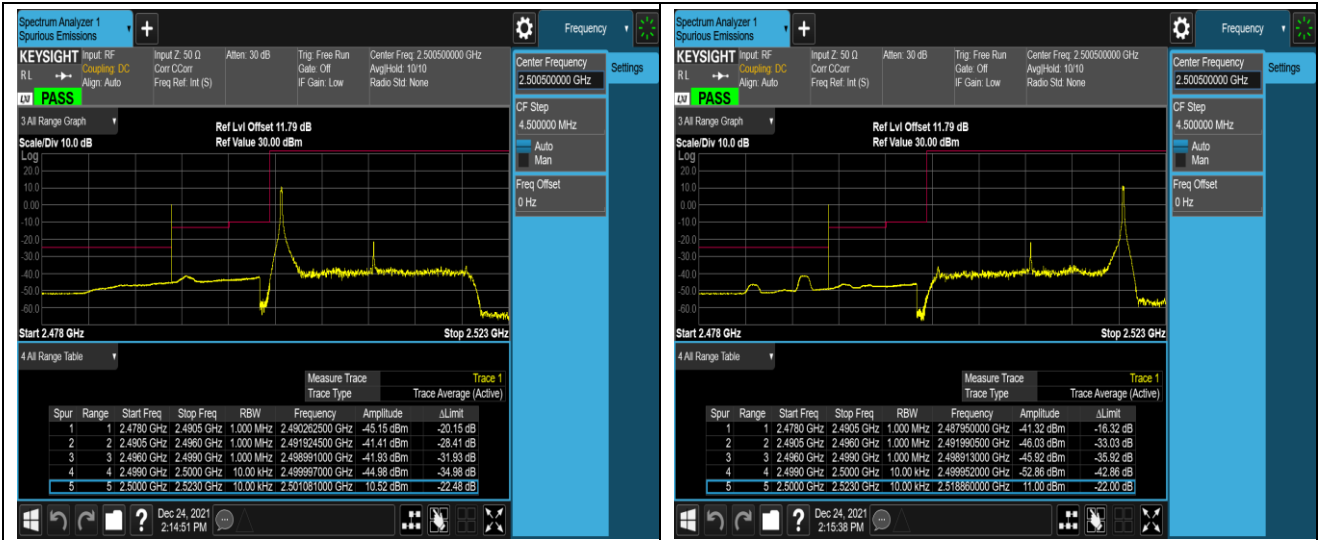 Spectrum Analyzer 1
Spurious Emissions
+
Frequency
KEYSIGHT
RL
Input: RF
Coupling: DC
Align: Auto
Input Z: 50 Ω
Corr CCorr
Freq Ref: Int (S)
Atten: 30 dB
Trig: Free Run
Gate: Off
IF Gain: Low
Center Freq: 2.500500000 GHz
Avg|Hold: 10/10
Radio Std: None
LXI
PASS
3 All Range Graph
Ref Lvl Offset 11.79 dB
Scale/Div 10.0 dB
Ref Value 30.00 dBm
Log
20.0
10.0
0.00
-10.0
-20.0
-30.0
-40.0
-50.0
-60.0
Start 2.478 GHz
Stop 2.523 GHz
4 All Range Table
Measure Trace Trace 1
Trace Type Trace Average (Active)
Spur Range Start Freq Stop Freq RBW Frequency Amplitude ΔLimit
1 1 2.4780 GHz 2.4905 GHz 1.000 MHz 2.490262500 GHz -45.15 dBm -20.15 dB
2 2 2.4905 GHz 2.4960 GHz 1.000 MHz 2.491924500 GHz -41.41 dBm -28.41 dB
3 3 2.4960 GHz 2.4990 GHz 1.000 MHz 2.498991000 GHz -41.93 dBm -31.93 dB
4 4 2.4990 GHz 2.5000 GHz 10.00 kHz 2.499997000 GHz -44.98 dBm -34.98 dB
5 5 2.5000 GHz 2.5230 GHz 10.00 kHz 2.501081000 GHz 10.52 dBm -22.48 dB
?
Dec 24, 2021
2:14:51 PM
Center Frequency
2.500500000 GHz
Settings
CF Step
4.500000 MHz
Auto
Man
Freq Offset
0 Hz
Spectrum Analyzer 1
Spurious Emissions
+
Frequency
KEYSIGHT
RL
Input: RF
Coupling: DC
Align: Auto
Input Z: 50 Ω
Corr CCorr
Freq Ref: Int (S)
Atten: 30 dB
Trig: Free Run
Gate: Off
IF Gain: Low
Center Freq: 2.500500000 GHz
Avg|Hold: 10/10
Radio Std: None
LXI
PASS
3 All Range Graph
Ref Lvl Offset 11.79 dB
Scale/Div 10.0 dB
Ref Value 30.00 dBm
Log
20.0
10.0
0.00
-10.0
-20.0
-30.0
-40.0
-50.0
-60.0
Start 2.478 GHz
Stop 2.523 GHz
4 All Range Table
Measure Trace Trace 1
Trace Type Trace Average (Active)
Spur Range Start Freq Stop Freq RBW Frequency Amplitude ΔLimit
1 1 2.4780 GHz 2.4905 GHz 1.000 MHz 2.487950000 GHz -41.32 dBm -16.32 dB
2 2 2.4905 GHz 2.4960 GHz 1.000 MHz 2.491990500 GHz -46.03 dBm -33.03 dB
3 3 2.4960 GHz 2.4990 GHz 1.000 MHz 2.498913000 GHz -45.92 dBm -35.92 dB
4 4 2.4990 GHz 2.5000 GHz 10.00 kHz 2.499952000 GHz -52.86 dBm -42.86 dB
5 5 2.5000 GHz 2.5230 GHz 10.00 kHz 2.518860000 GHz 11.00 dBm -22.00 dB
?
Dec 24, 2021
2:15:38 PM
Center Frequency
2.500500000 GHz
Settings
CF Step
4.500000 MHz
Auto
Man
Freq Offset
0 Hz